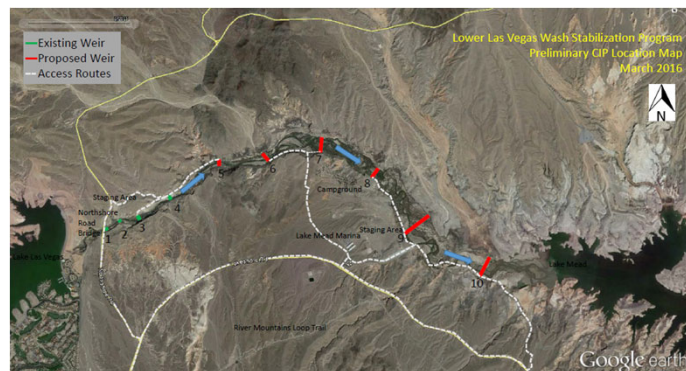 Existing Weir
Proposed Weir
Access Routes
Lower Las Vegas Wash Stabilization Program
Preliminary CIP Location Map
March 2016
N
Staging Area
Northshore
Road
Bridge
1
2
3
4
5
6
7
8
Campground
Staging Area
9
Lake Mead Marina
10
Lake Las Vegas
Lake Mead
River Mountains Loop Trail
Google earth